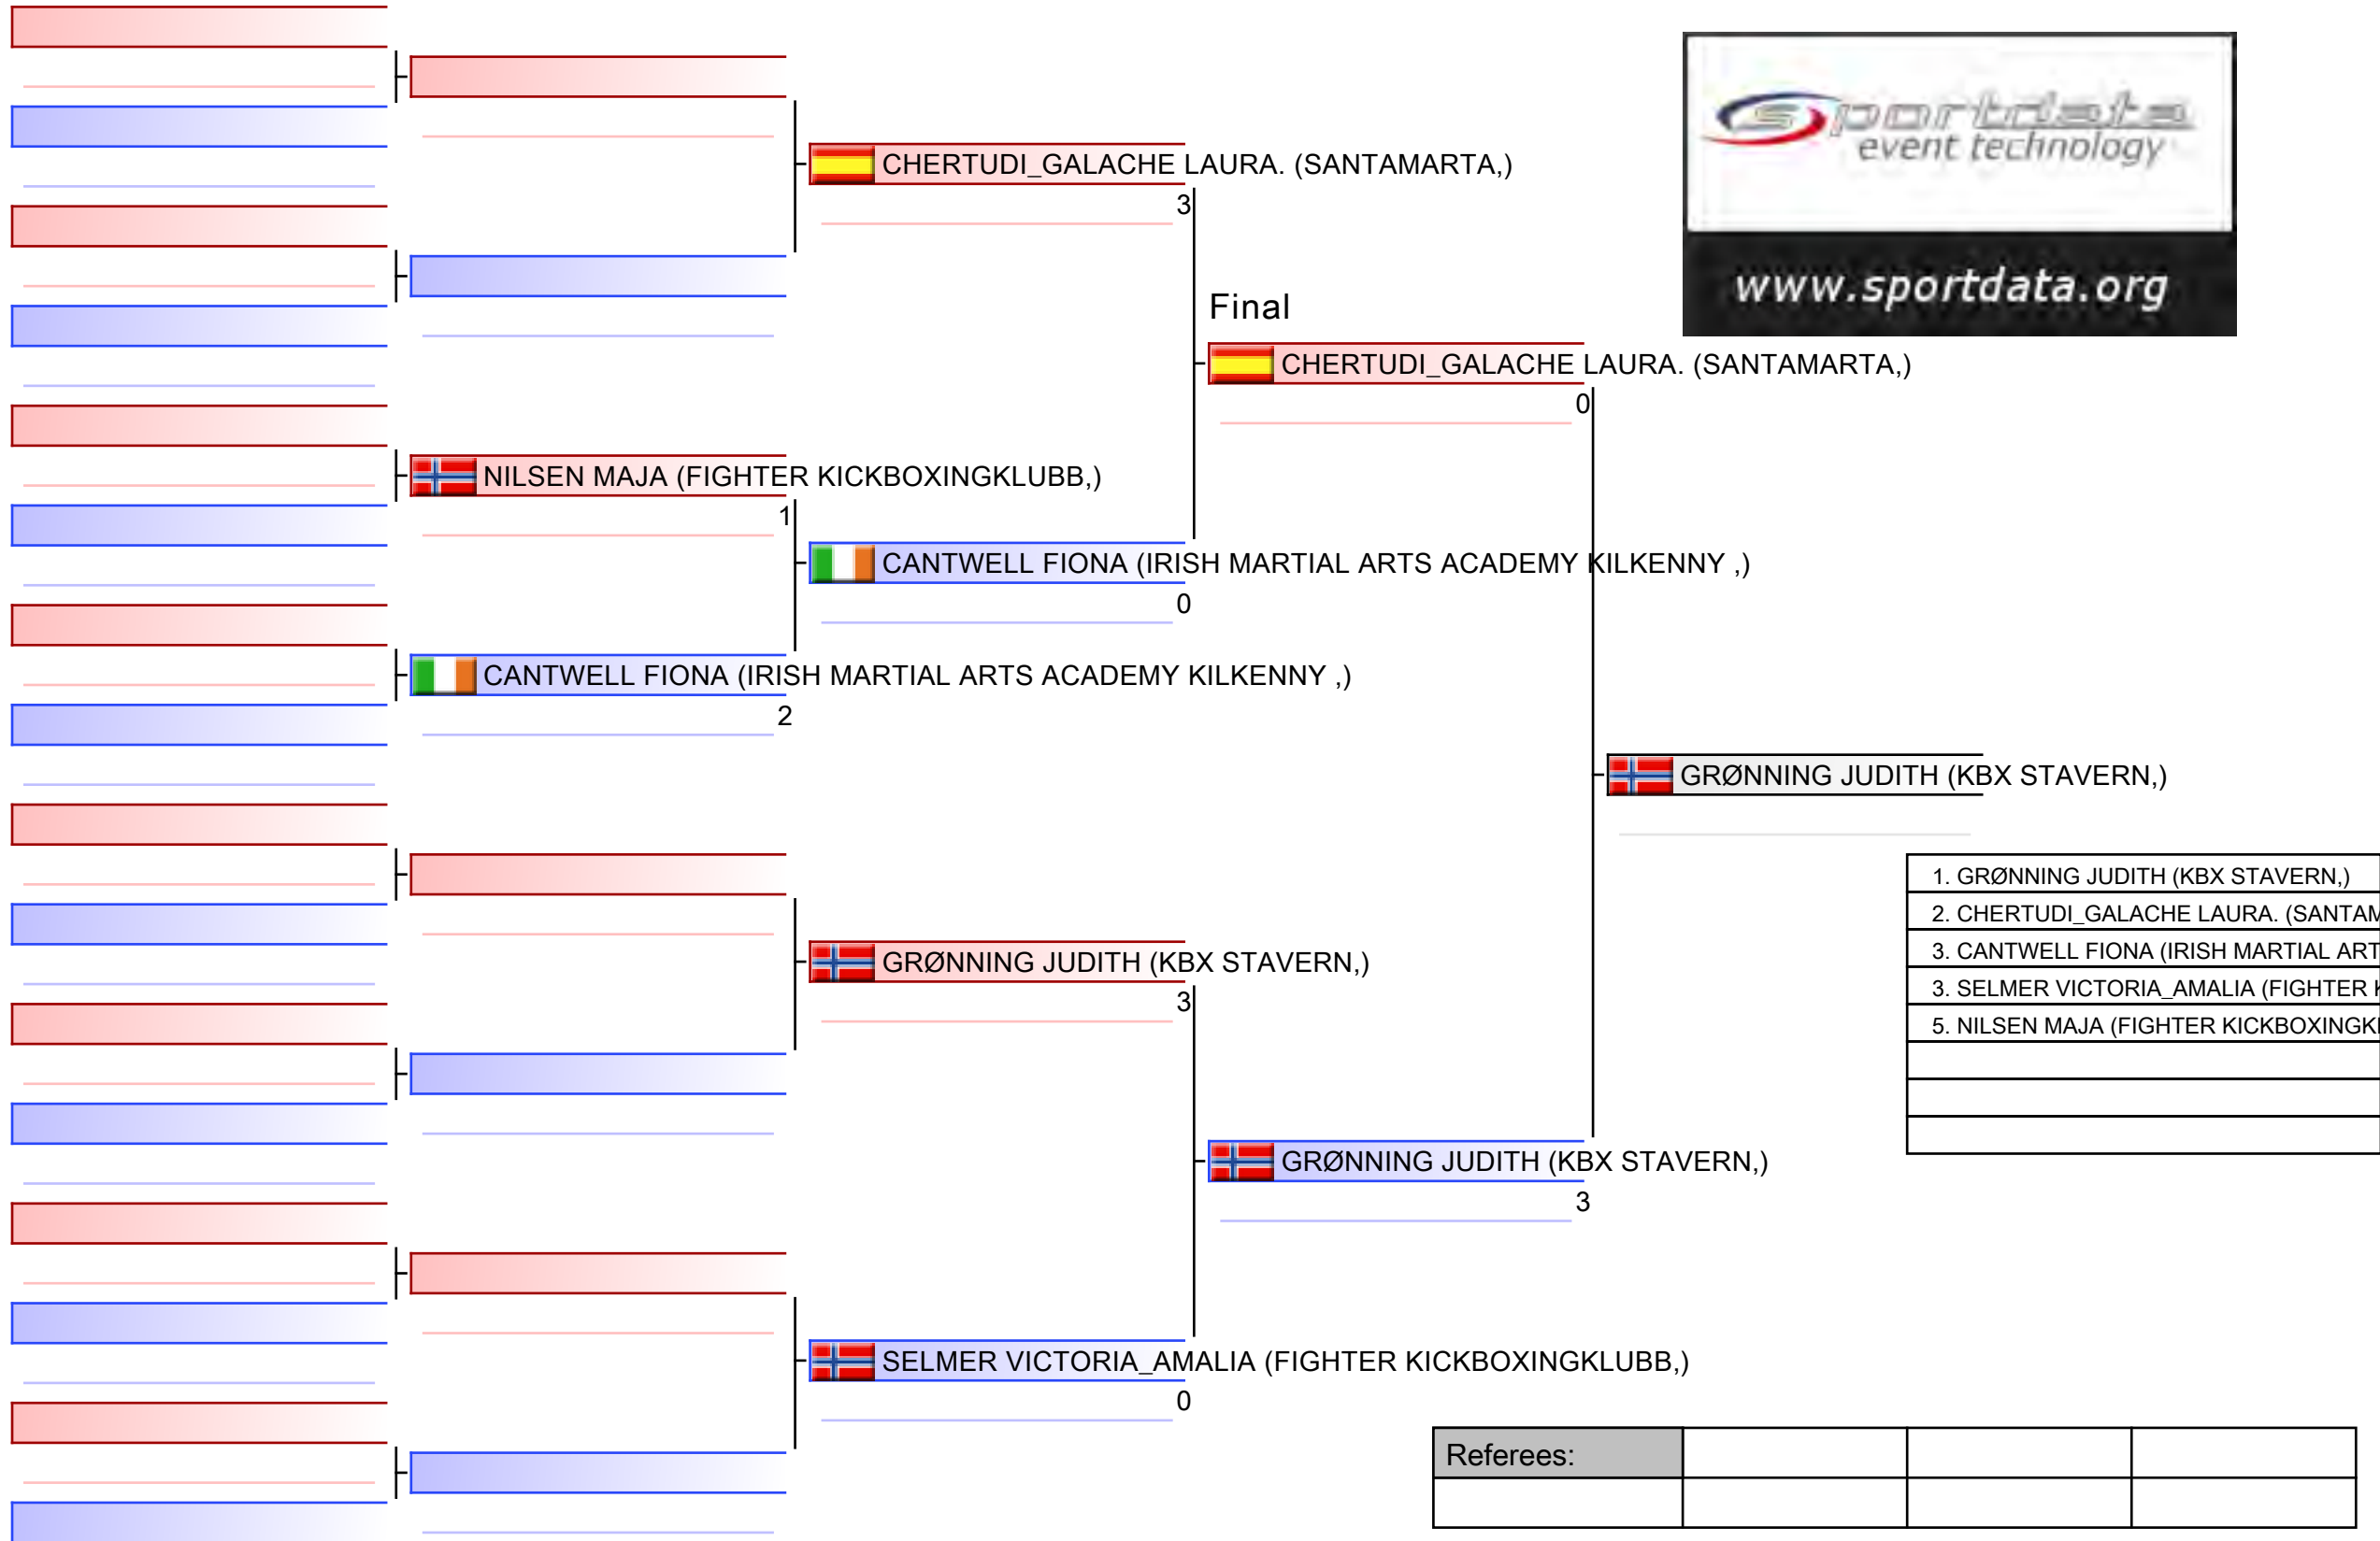 sportdata
event technology
www.sportdata.org
CHERTUDI_GALACHE LAURA. (SANTAMARTA,)
3
Final
CHERTUDI_GALACHE LAURA. (SANTAMARTA,)
0
NILSEN MAJA (FIGHTER KICKBOXINGKLUBB,)
1
CANTWELL FIONA (IRISH MARTIAL ARTS ACADEMY KILKENNY ,)
0
CANTWELL FIONA (IRISH MARTIAL ARTS ACADEMY KILKENNY ,)
2
GRØNNING JUDITH (KBX STAVERN,)
1. GRØNNING JUDITH (KBX STAVERN,)
2. CHERTUDI_GALACHE LAURA. (SANTAM
3. CANTWELL FIONA (IRISH MARTIAL ART
3. SELMER VICTORIA_AMALIA (FIGHTER K
5. NILSEN MAJA (FIGHTER KICKBOXINGKL
GRØNNING JUDITH (KBX STAVERN,)
3
GRØNNING JUDITH (KBX STAVERN,)
3
SELMER VICTORIA_AMALIA (FIGHTER KICKBOXINGKLUBB,)
0
Referees: